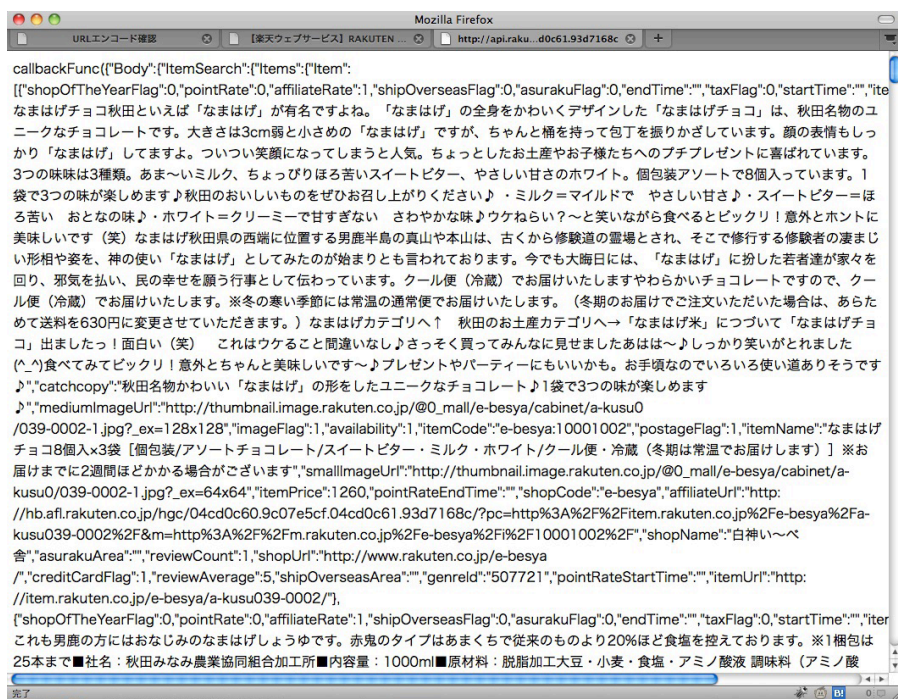 Mozilla Firefox
URLエンコード確認
【楽天ウェブサービス】RAKUTEN ...
http://api.raku...d0c61.93d7168c
callbackFunc({"Body":{"ItemSearch":{"Items":{"Item":
[{"shopOfTheYearFlag":0,"pointRate":0,"affiliateRate":1,"shipOverseasFlag":0,"asurakuFlag":0,"endTime":"","taxFlag":0,"startTime":"","ite
なまはげチョコ秋田といえば「なまはげ」が有名ですよね。「なまはげ」の全身をかわいくデザインした「なまはげチョコ」は、秋田名物のユ
ニークなチョコレートです。大きさは3cm弱と小さめの「なまはげ」ですが、ちゃんと桶を持って包丁を振りかざしています。顔の表情もしっ
かり「なまはげ」してますよ。ついつい笑顔になってしまうと人気。ちょっとしたお土産やお子様たちへのプチプレゼントに喜ばれています。
3つの味味は3種類。あま〜いミルク、ちょっぴりほろ苦いスイートビター、やさしい甘さのホワイト。個包装アソートで8個入っています。1
袋で3つの味が楽しめます♪秋田のおいしいものをぜひお召し上がりください♪ ・ミルク＝マイルドで　やさしい甘さ♪・スイートビター＝ほ
ろ苦い　おとなの味♪・ホワイト＝クリーミーで甘すぎない　さわやかな味♪ウケねらい？〜と笑いながら食べるとビックリ！意外とホントに
美味しいです（笑）なまはげ秋田県の西端に位置する男鹿半島の真山や本山は、古くから修験道の霊場とされ、そこで修行する修験者の凄まじ
い形相や姿を、神の使い「なまはげ」としてみたのが始まりとも言われております。今でも大晦日には、「なまはげ」に扮した若者達が家々を
回り、邪気を払い、民の幸せを願う行事として伝わっています。クール便（冷蔵）でお届けいたしますやわらかいチョコレートですので、クー
ル便（冷蔵）でお届けいたします。※冬の寒い季節には常温の通常便でお届けいたします。（冬期のお届けでご注文いただいた場合は、あらた
めて送料を630円に変更させていただきます。）なまはげカテゴリへ↑　秋田のお土産カテゴリへ→「なまはげ米」につづいて「なまはげチョ
コ」出ましたっ！面白い（笑）　これはウケること間違いなし♪さっそく買ってみんなに見せましたあはは〜♪しっかり笑いがとれました
(^_^)食べてみてビックリ！意外とちゃんと美味しいです〜♪プレゼントやパーティーにもいいかも。お手頃なのでいろいろ使い道ありそうです
♪","catchcopy":"秋田名物かわいい「なまはげ」の形をしたユニークなチョコレート♪1袋で3つの味が楽しめます
♪","mediumImageUrl":"http://thumbnail.image.rakuten.co.jp/@0_mall/e-besya/cabinet/a-kusu0
/039-0002-1.jpg?_ex=128x128","imageFlag":1,"availability":1,"itemCode":"e-besya:10001002","postageFlag":1,"itemName":"なまはげ
チョコ8個入×3袋［個包装/アソートチョコレート/スイートビター・ミルク・ホワイト/クール便・冷蔵（冬期は常温でお届けします）］※お
届けまでに2週間ほどかかる場合がございます","smallImageUrl":"http://thumbnail.image.rakuten.co.jp/@0_mall/e-besya/cabinet/a-
kusu0/039-0002-1.jpg?_ex=64x64","itemPrice":1260,"pointRateEndTime":"","shopCode":"e-besya","affiliateUrl":"http:
//hb.afl.rakuten.co.jp/hgc/04cd0c60.9c07e5cf.04cd0c61.93d7168c/?pc=http%3A%2F%2Fitem.rakuten.co.jp%2Fe-besya%2Fa-
kusu039-0002%2F&m=http%3A%2F%2Fm.rakuten.co.jp%2Fe-besya%2Fi%2F10001002%2F","shopName":"白神い〜べ
舎","asurakuArea":"","reviewCount":1,"shopUrl":"http://www.rakuten.co.jp/e-besya
/","creditCardFlag":1,"reviewAverage":5,"shipOverseasArea":"","genreId":"507721","pointRateStartTime":"","itemUrl":"http:
//item.rakuten.co.jp/e-besya/a-kusu039-0002/"},
{"shopOfTheYearFlag":0,"pointRate":0,"affiliateRate":1,"shipOverseasFlag":0,"asurakuFlag":0,"endTime":"","taxFlag":0,"startTime":"","iter
これも男鹿の方にはおなじみのなまはげしょうゆです。赤鬼のタイプはあまくちで従来のものより20%ほど食塩を控えております。※1梱包は
25本まで■社名：秋田みなみ農業協同組合加工所■内容量：1000ml■原材料：脱脂加工大豆・小麦・食塩・アミノ酸液 調味料（アミノ酸
完了
B!
0